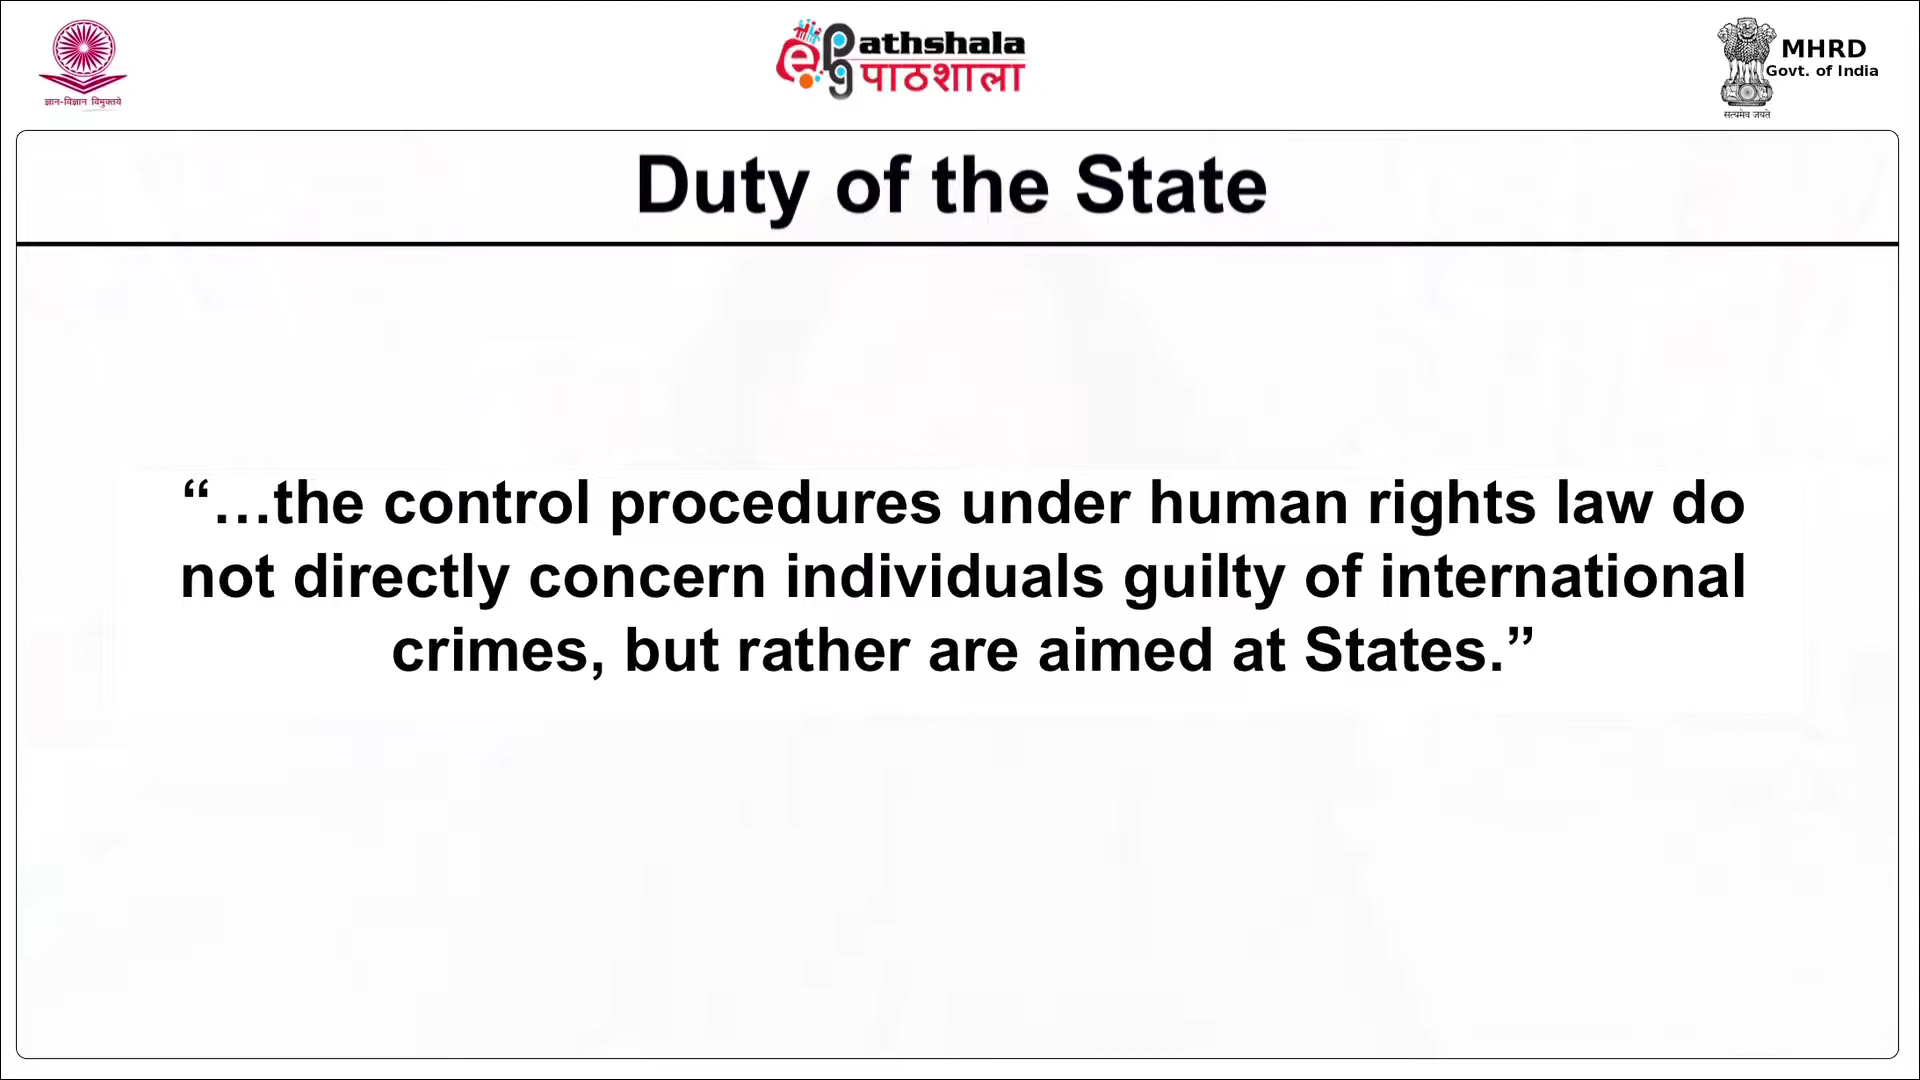 ज्ञान-विज्ञान विमुक्तये
e pg athshala
पाठशाला
MHRD
Govt. of India
सत्यमेव जयते
Duty of the State
“…the control procedures under human rights law do
not directly concern individuals guilty of international
crimes, but rather are aimed at States.”